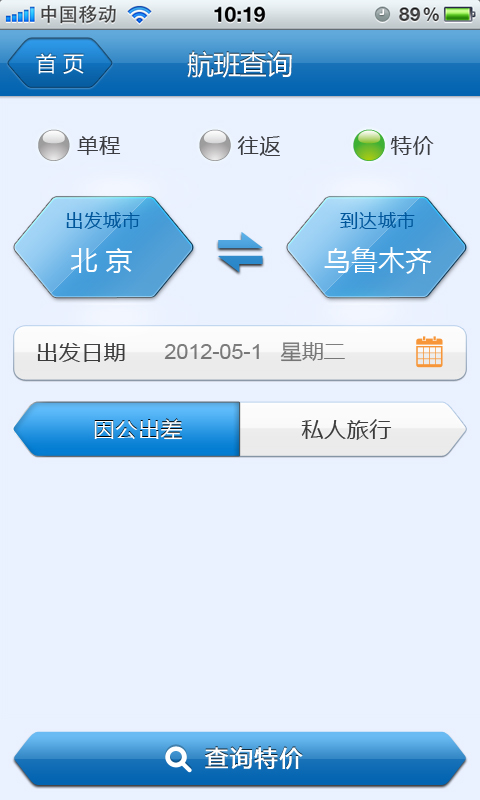 中国移动 10:19 89%
首页 航班查询
单程 往返 特价
出发城市 到达城市
北京 乌鲁木齐
出发日期 2012-05-1 星期二
因公出差 私人旅行
查询特价